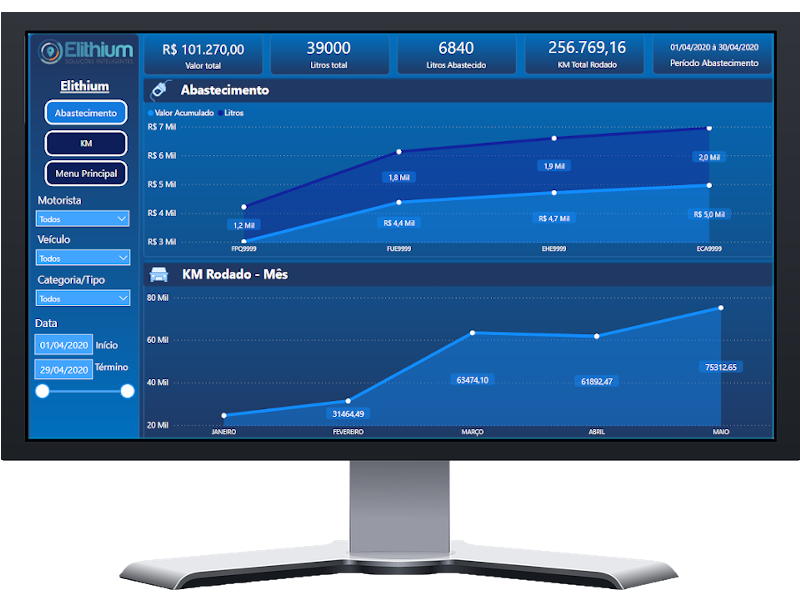 Elithium
SOLUÇÕES INTELIGENTES
Elithium
Abastecimento
KM
Menu Principal
Motorista
Todos
Veículo
Todos
Categoria/Tipo
Todos
Data
01/04/2020 Início
29/04/2020 Término
R$ 101.270,00
Valor total
39000
Litros total
6840
Litros Abastecido
256.769,16
KM Total Rodado
01/04/2020 à 30/04/2020
Período Abastecimento
Abastecimento
Valor Acumulado Litros
R$ 7 Mil
R$ 6 Mil
R$ 5 Mil
R$ 4 Mil
R$ 3 Mil
1,2 Mil
1,8 Mil
1,9 Mil
2,0 Mil
R$ 4,4 Mil
R$ 4,7 Mil
R$ 5,0 Mil
FPQ9999
FUE9999
EHE9999
ECA9999
KM Rodado - Mês
80 Mil
60 Mil
40 Mil
20 Mil
31464,49
63474,10
61892,47
75312,65
JANEIRO
FEVEREIRO
MARÇO
ABRIL
MAIO